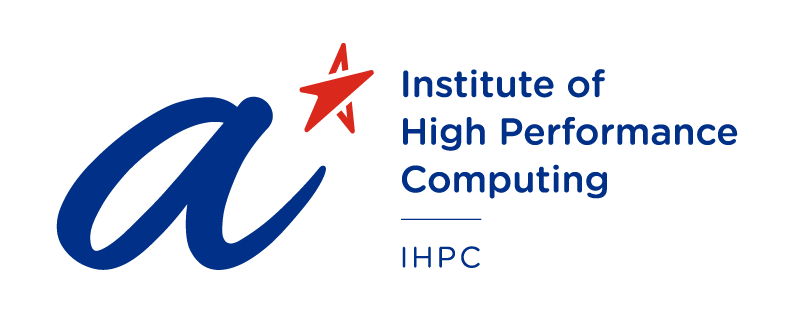 a
Institute of
High Performance
Computing
IHPC